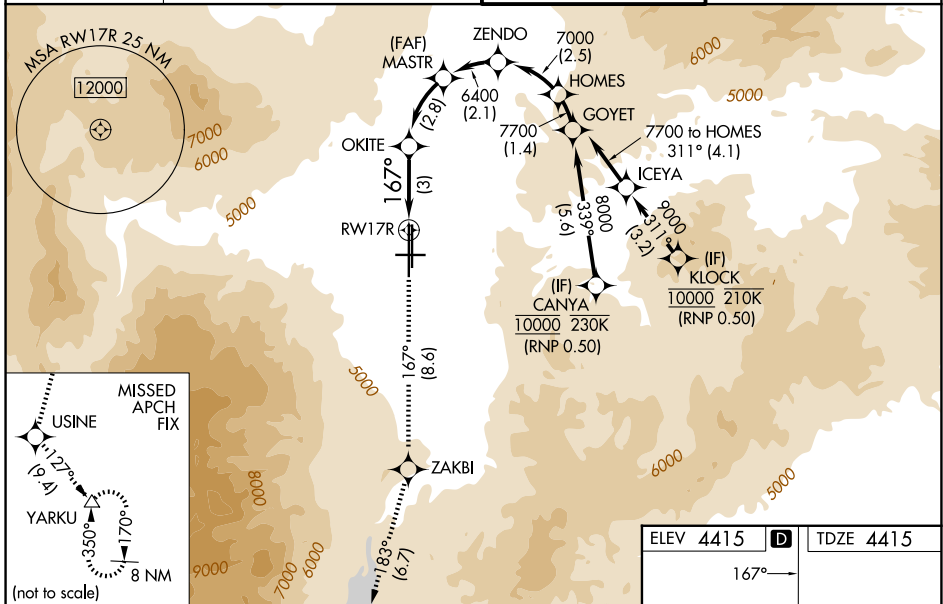 MSA RW17R 25 NM
12000
7000
6000
5000
(FAF)
MASTR
ZENDO
7000
(2.5)
HOMES
6400
(2.1)
(2.8)
GOYET
7700
(1.4)
7700 to HOMES
311° (4.1)
OKITE
167°
(3)
ICEYA
RW17R
8000
339°
(5.6)
9000
311°
(3.2)
(IF)
KLOCK
10000 210K
(RNP 0.50)
(IF)
CANYA
10000 230K
(RNP 0.50)
6000
5000
167°
(8.6)
5000
ZAKBI
183°
(6.7)
6000
5000
8000
9000
7000
6000
MISSED
APCH
FIX
USINE
127°
(9.4)
YARKU
350°
170°
8 NM
(not to scale)
ELEV 4415 D TDZE 4415
167°